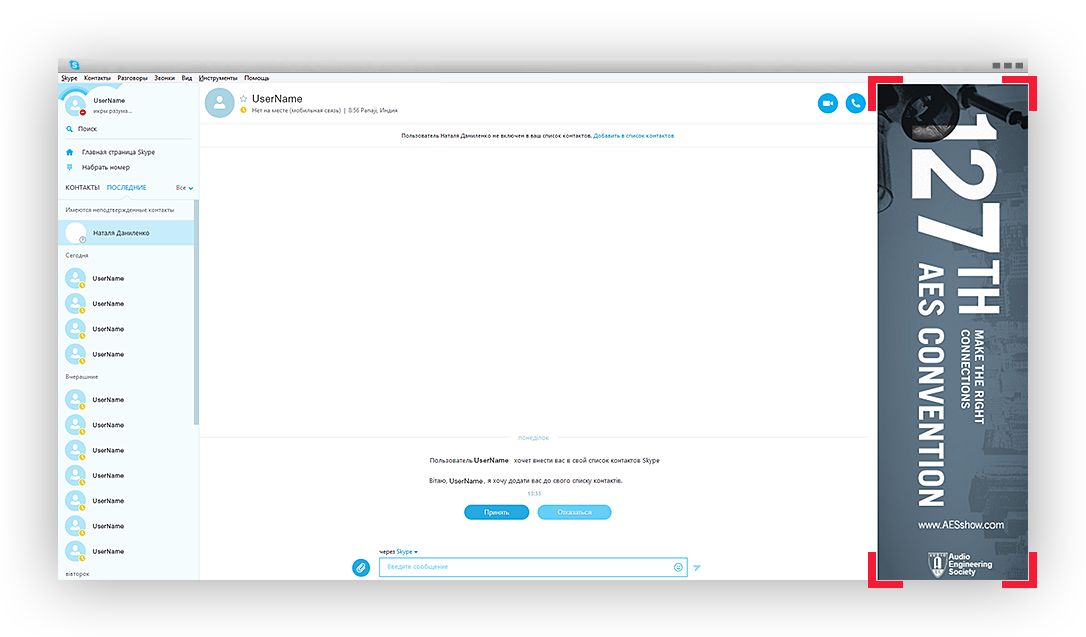 Skype Контакты Разговоры Звонки Вид Инструменты Помощь
UserName
икры разума...
Поиск
Главная страница Skype
Набрать номер
КОНТАКТЫ ПОСЛЕДНИЕ Все
Имеются неподтвержденные контакты
Наталя Даниленко
Сегодня
UserName
UserName
UserName
UserName
Вчерашние
UserName
UserName
UserName
UserName
UserName
UserName
UserName
вівторок
UserName
Нет на месте (мобильная связь) | 8:56 Panaji, Индия
Пользователь Наталя Даниленко не включен в ваш список контактов. Добавить в список контактов
понеділок
Пользователь UserName хочет внести вас в свой список контактов Skype
Вітаю, UserName, я хочу додати вас до свого списку контактів.
13:33
Принять Отказаться
через Skype
Введите сообщение
127TH
AES CONVENTION
MAKE THE RIGHT
CONNECTIONS
www.AESshow.com
Audio
Engineering
Society